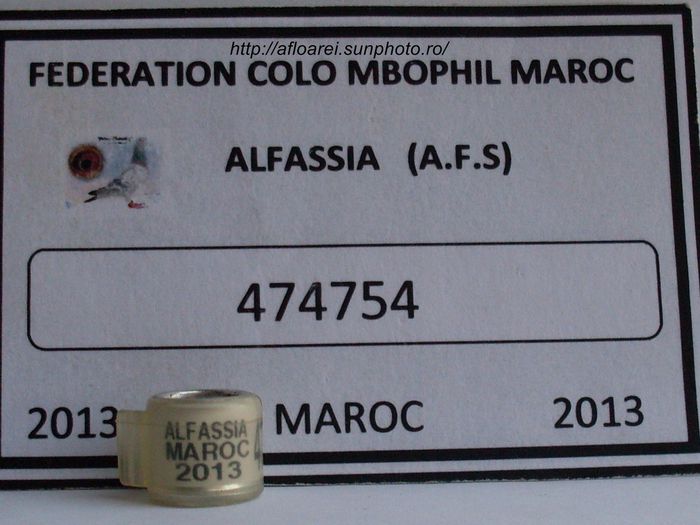 http://afloarei.sunphoto.ro/
FEDERATION COLO MBOPHIL MAROC
ALFASSIA (A.F.S)
474754
2013 MAROC 2013
ALFASSIA
MAROC
2013